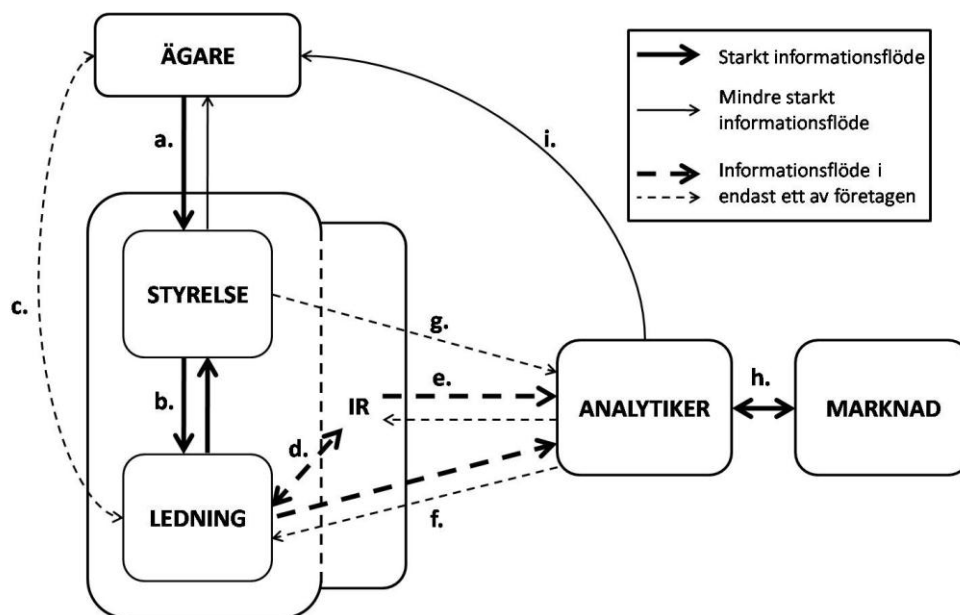 ÄGARE
Starkt informationsflöde
Mindre starkt
informationsflöde
Informationsflöde i
endast ett av företagen
a.
i.
c.
STYRELSE
g.
b.
IR
e.
d.
ANALYTIKER
h.
MARKNAD
LEDNING
f.